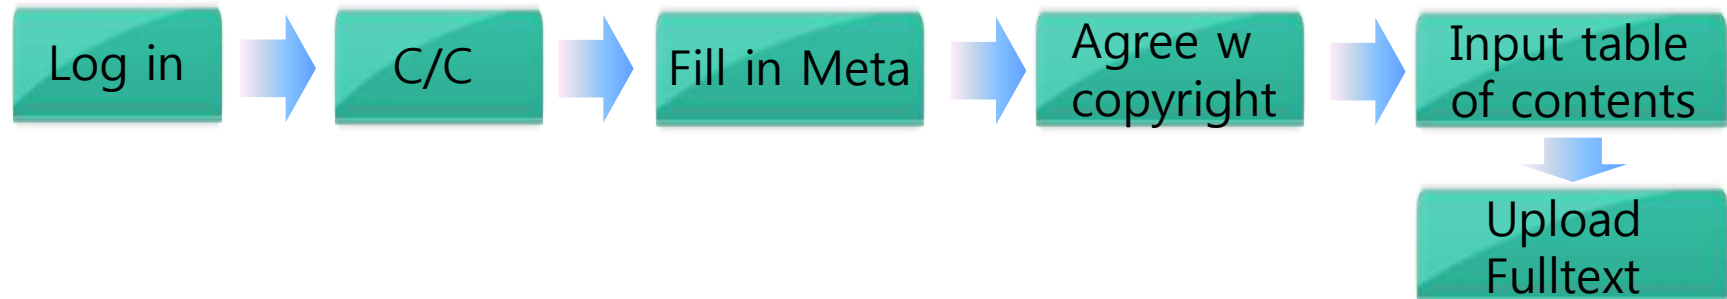 Log in
C/C
Fill in Meta
Agree w
copyright
Input table
of contents
Upload
Fulltext